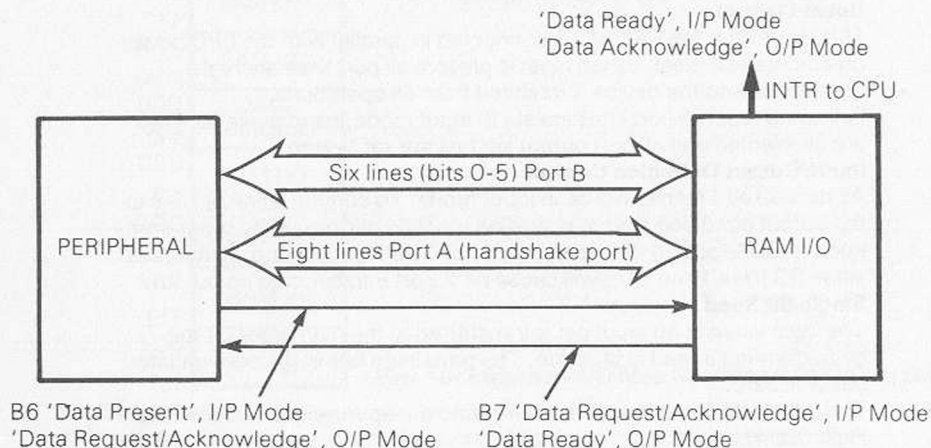 'Data Ready', I/P Mode
'Data Acknowledge', O/P Mode
INTR to CPU
Six lines (bits 0-5) Port B
PERIPHERAL
RAM I/O
Eight lines Port A (handshake port)
B6 'Data Present', I/P Mode
'Data Request/Acknowledge', O/P Mode
B7 'Data Request/Acknowledge', I/P Mode
'Data Ready', O/P Mode